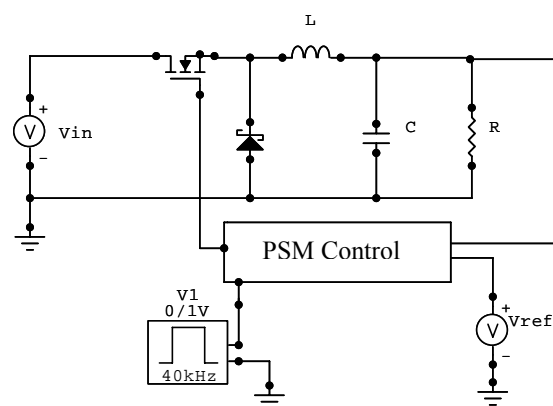 L
+
V
Vin
-
C
R
PSM Control
V1
0/1V
40kHz
+
V
Vref
-